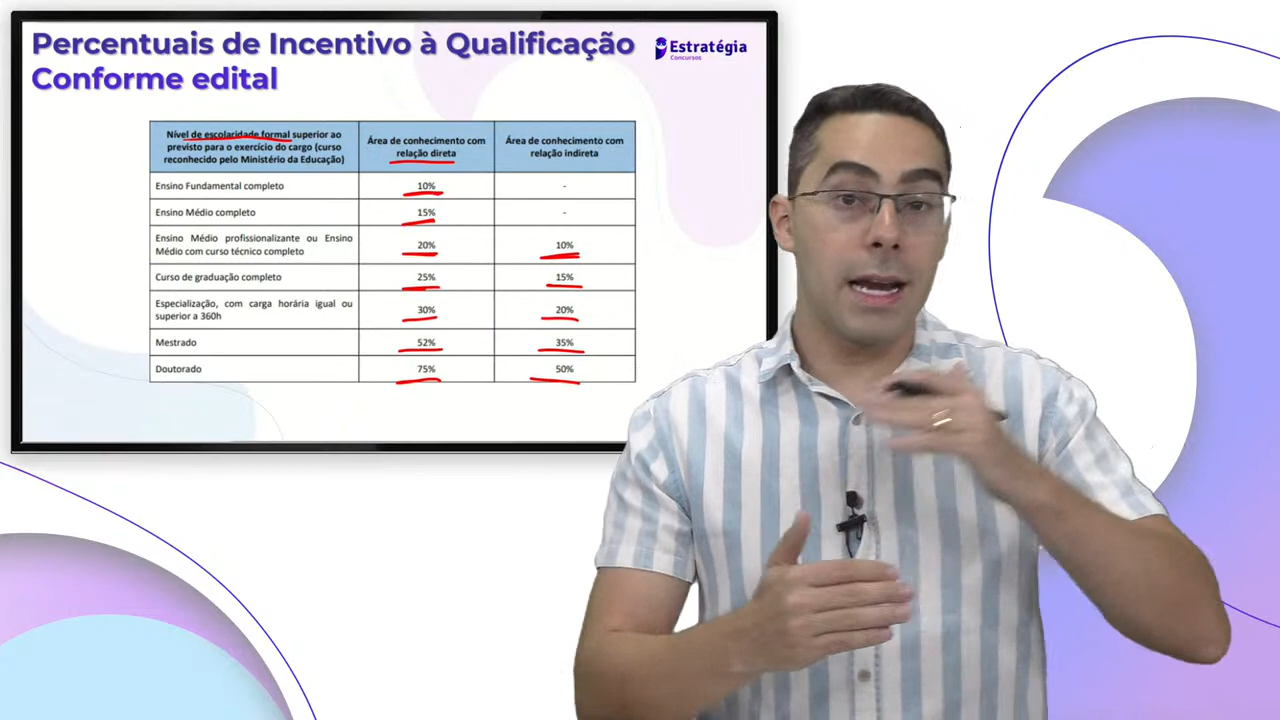 Percentuais de Incentivo à Qualificação
Conforme edital
Estratégia
Concursos
Nível de escolaridade formal superior ao
previsto para o exercício do cargo (curso
reconhecido pelo Ministério da Educação)
Área de conhecimento com
relação direta
Área de conhecimento com
relação indireta
Ensino Fundamental completo
10%
-
Ensino Médio completo
15%
-
Ensino Médio profissionalizante ou Ensino
Médio com curso técnico completo
20%
10%
Curso de graduação completo
25%
15%
Especialização, com carga horária igual ou
superior a 360h
30%
20%
Mestrado
52%
35%
Doutorado
75%
50%